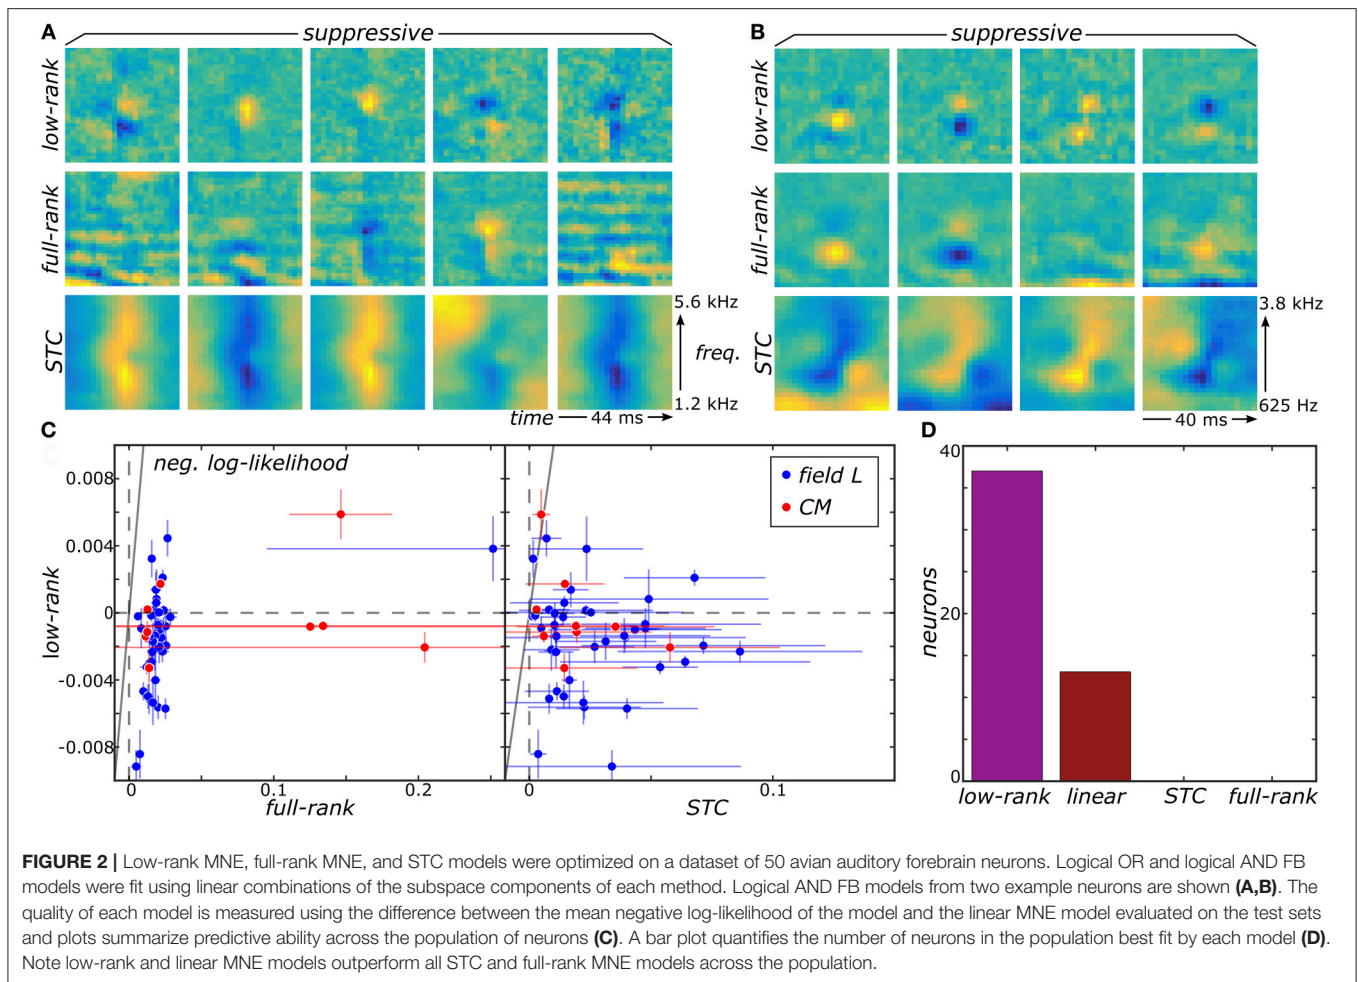 A
suppressive
B
suppressive
low-rank
low-rank
full-rank
full-rank
STC
5.6 kHz
freq.
1.2 kHz
time
44 ms
STC
3.8 kHz
625 Hz
40 ms
C
neg. log-likelihood
field L
CM
low-rank
0.008
0.004
0
-0.004
-0.008
0
0.1
0.2
full-rank
0
0.1
STC
D
neurons
40
20
0
low-rank
linear
STC
full-rank
FIGURE 2 | Low-rank MNE, full-rank MNE, and STC models were optimized on a dataset of 50 avian auditory forebrain neurons. Logical OR and logical AND FB
models were fit using linear combinations of the subspace components of each method. Logical AND FB models from two example neurons are shown (A,B). The
quality of each model is measured using the difference between the mean negative log-likelihood of the model and the linear MNE model evaluated on the test sets
and plots summarize predictive ability across the population of neurons (C). A bar plot quantifies the number of neurons in the population best fit by each model (D).
Note low-rank and linear MNE models outperform all STC and full-rank MNE models across the population.